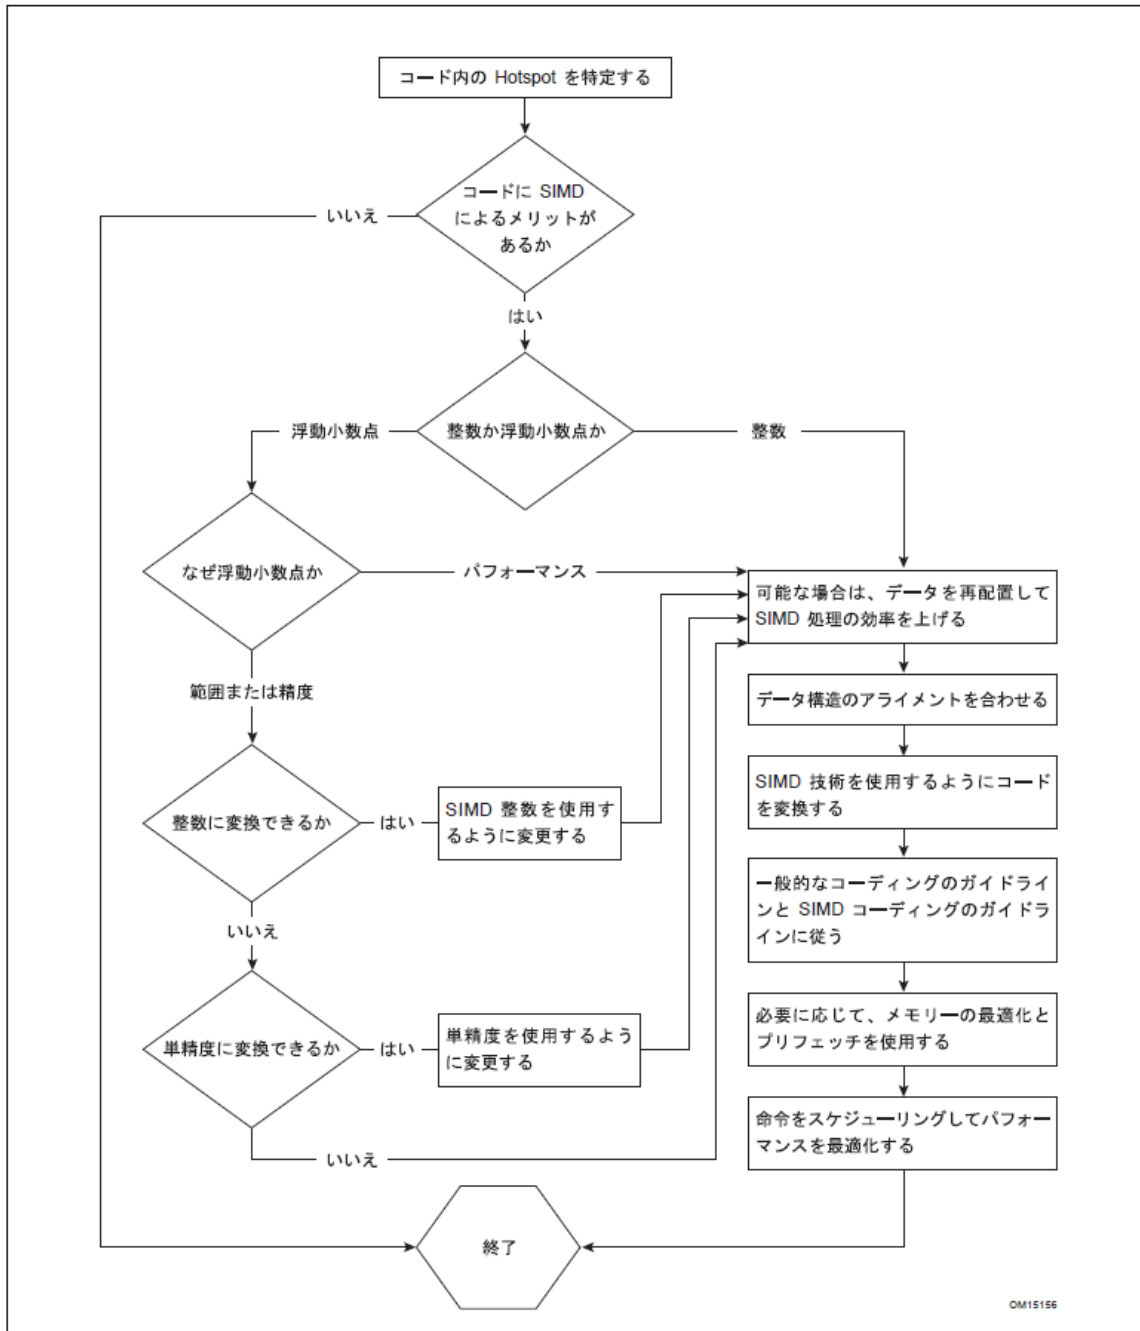 コード内の Hotspot を特定する
コードに SIMD
によるメリットが
あるか
いいえ
はい
浮動小数点
整数か浮動小数点か
整数
なぜ浮動小数点か
パフォーマンス
可能な場合は、データを再配置して
SIMD 処理の効率を上げる
範囲または精度
データ構造のアライメントを合わせる
整数に変換できるか
はい
SIMD 整数を使用す
るように変更する
SIMD 技術を使用するようにコード
を変換する
一般的なコーディングのガイドライ
ンと SIMD コーディングのガイドラ
インに従う
いいえ
単精度に変換できるか
はい
単精度を使用するよう
に変更する
必要に応じて、メモリーの最適化と
プリフェッチを使用する
命令をスケジューリングしてパフォー
マンスを最適化する
いいえ
終了
OM15156